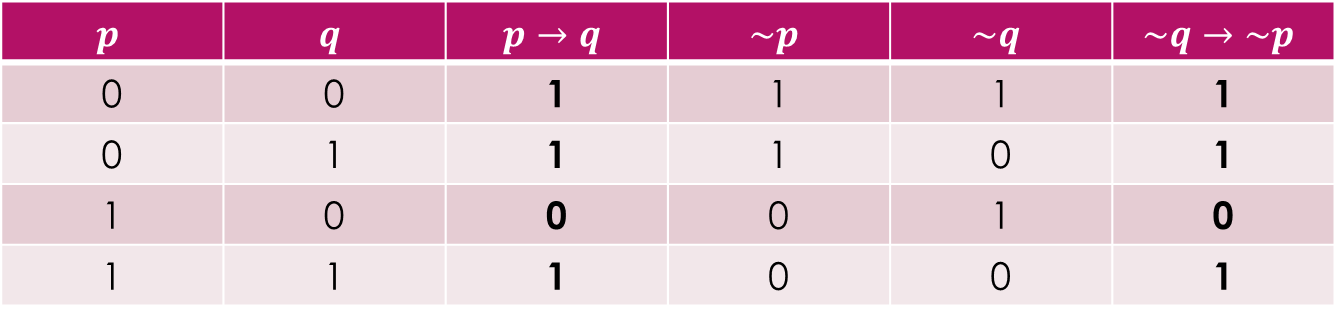 p q p → q ~p ~q ~q → ~p
0 0 1 1 1 1
0 1 1 1 0 1
1 0 0 0 1 0
1 1 1 0 0 1